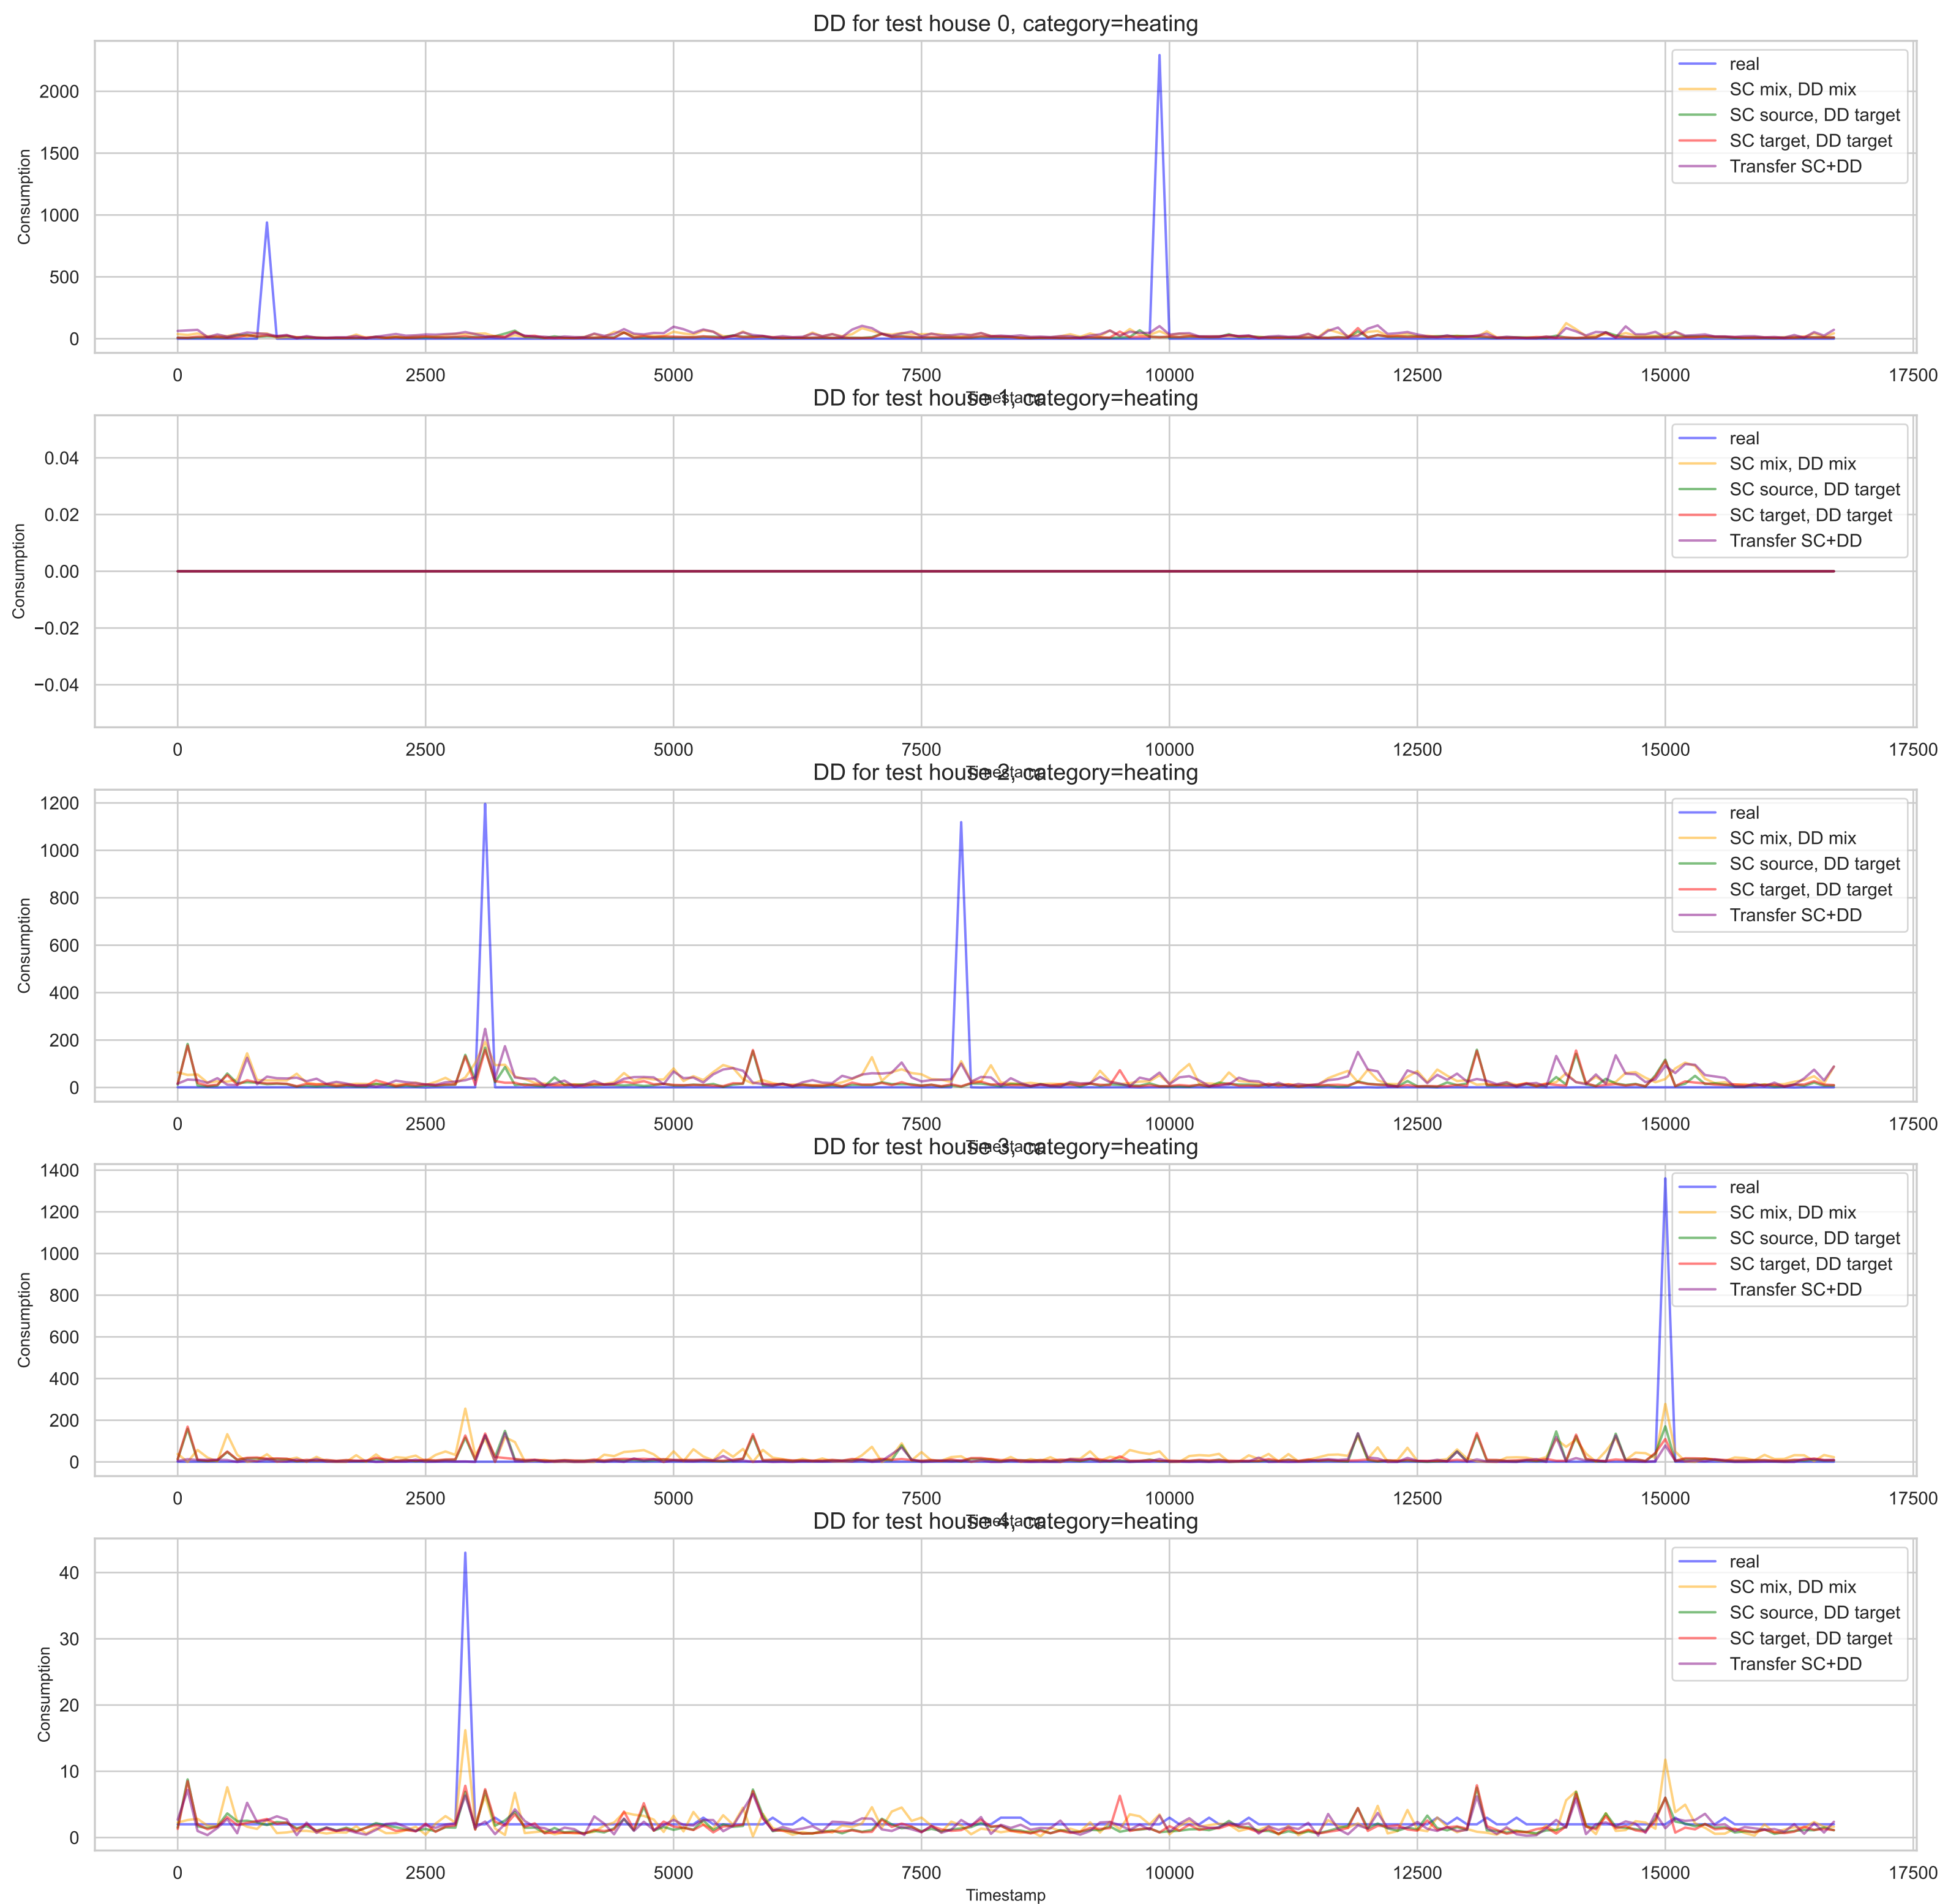 DD for test house 0, category=heating
Consumption
2000
1500
1000
500
0
real
SC mix, DD mix
SC source, DD target
SC target, DD target
Transfer SC+DD
0 2500 5000 7500 10000 12500 15000 17500
Timestamp
DD for test house 1, category=heating
Consumption
0.04
0.02
0.00
−0.02
−0.04
real
SC mix, DD mix
SC source, DD target
SC target, DD target
Transfer SC+DD
0 2500 5000 7500 10000 12500 15000 17500
Timestamp
DD for test house 2, category=heating
Consumption
1200
1000
800
600
400
200
0
real
SC mix, DD mix
SC source, DD target
SC target, DD target
Transfer SC+DD
0 2500 5000 7500 10000 12500 15000 17500
Timestamp
DD for test house 3, category=heating
Consumption
1400
1200
1000
800
600
400
200
0
real
SC mix, DD mix
SC source, DD target
SC target, DD target
Transfer SC+DD
0 2500 5000 7500 10000 12500 15000 17500
Timestamp
DD for test house 4, category=heating
Consumption
40
30
20
10
0
real
SC mix, DD mix
SC source, DD target
SC target, DD target
Transfer SC+DD
0 2500 5000 7500 10000 12500 15000 17500
Timestamp